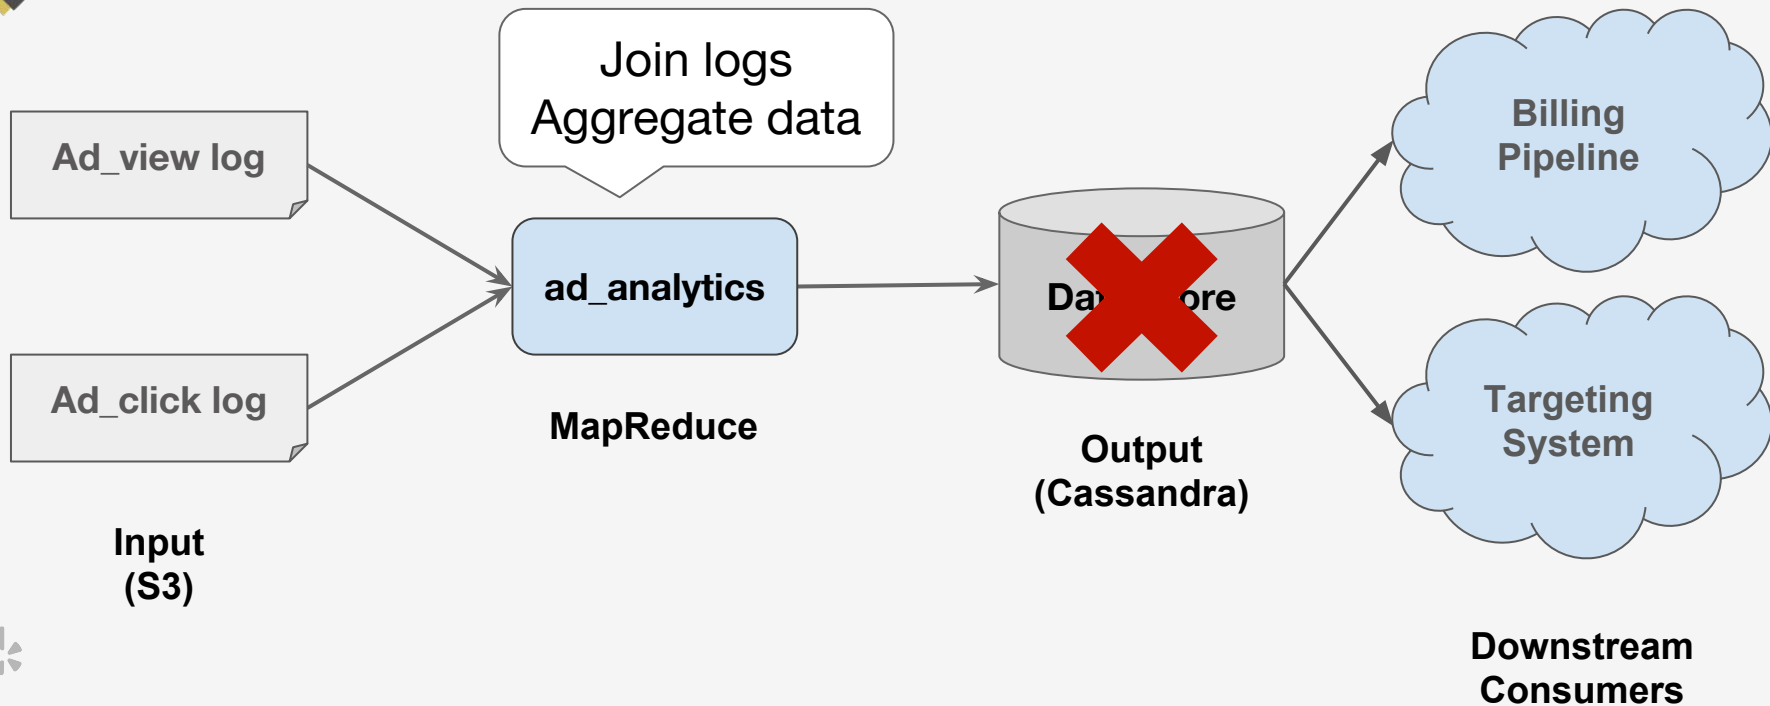 Join logs
Aggregate data
Ad_view log
ad_analytics
Ad_click log
MapReduce
Input
(S3)
Output
(Cassandra)
Billing
Pipeline
Targeting
System
Downstream
Consumers